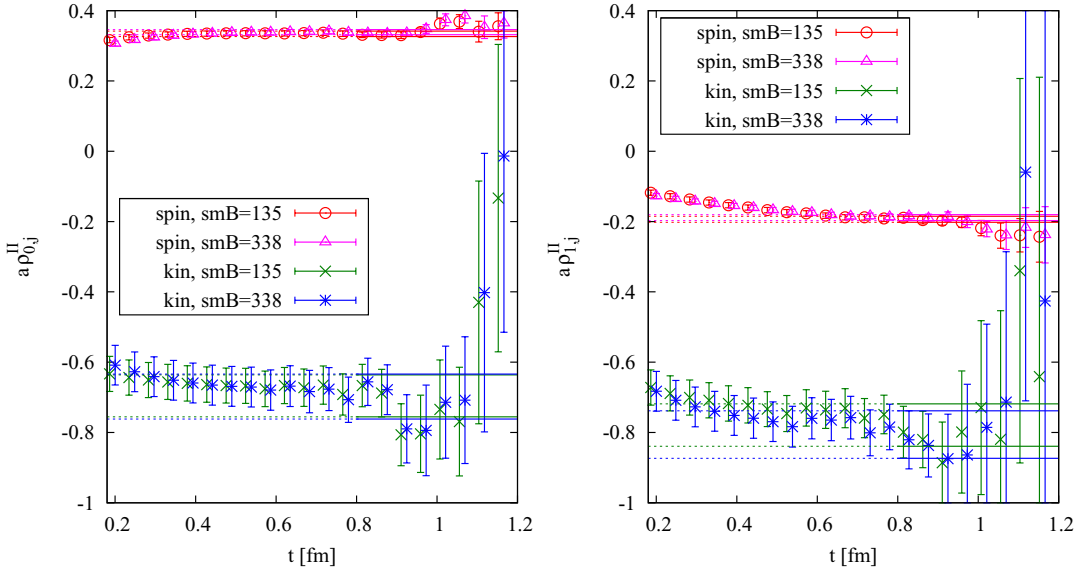 0.4
0.2
0
-0.2
-0.4
-0.6
-0.8
-1
0.2
0.4
0.6
0.8
1
1.2
a ρ^II_0,j
t [fm]
spin, smB=135
spin, smB=338
kin, smB=135
kin, smB=338
0.4
0.2
0
-0.2
-0.4
-0.6
-0.8
-1
0.2
0.4
0.6
0.8
1
1.2
a ρ^II_1,j
t [fm]
spin, smB=135
spin, smB=338
kin, smB=135
kin, smB=338